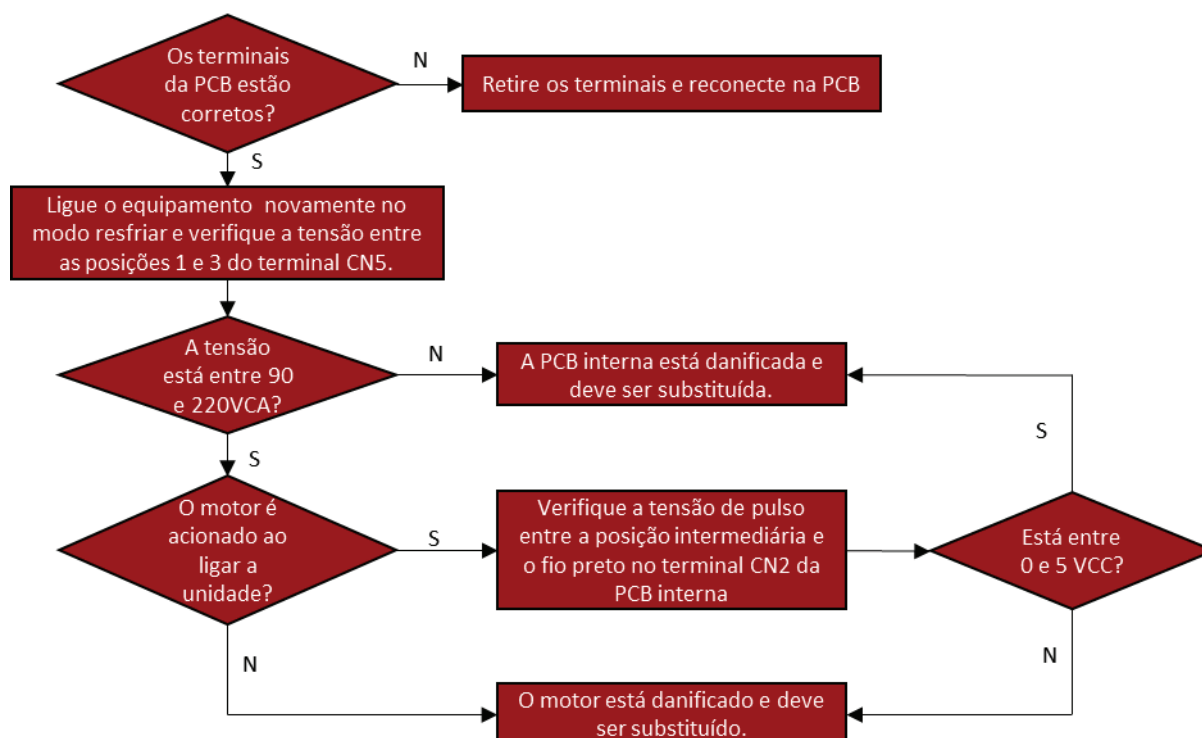 Os terminais
da PCB estão
corretos?
N
Retire os terminais e reconecte na PCB
S
Ligue o equipamento  novamente no
modo resfriar e verifique a tensão entre
as posições 1 e 3 do terminal CN5.
A tensão
está entre 90
e 220VCA?
N
A PCB interna está danificada e
deve ser substituída.
S
S
O motor é
acionado ao
ligar a
unidade?
S
Verifique a tensão de pulso
entre a posição intermediária e
o fio preto no terminal CN2 da
PCB interna
Está entre
0 e 5 VCC?
N
N
O motor está danificado e deve
ser substituído.